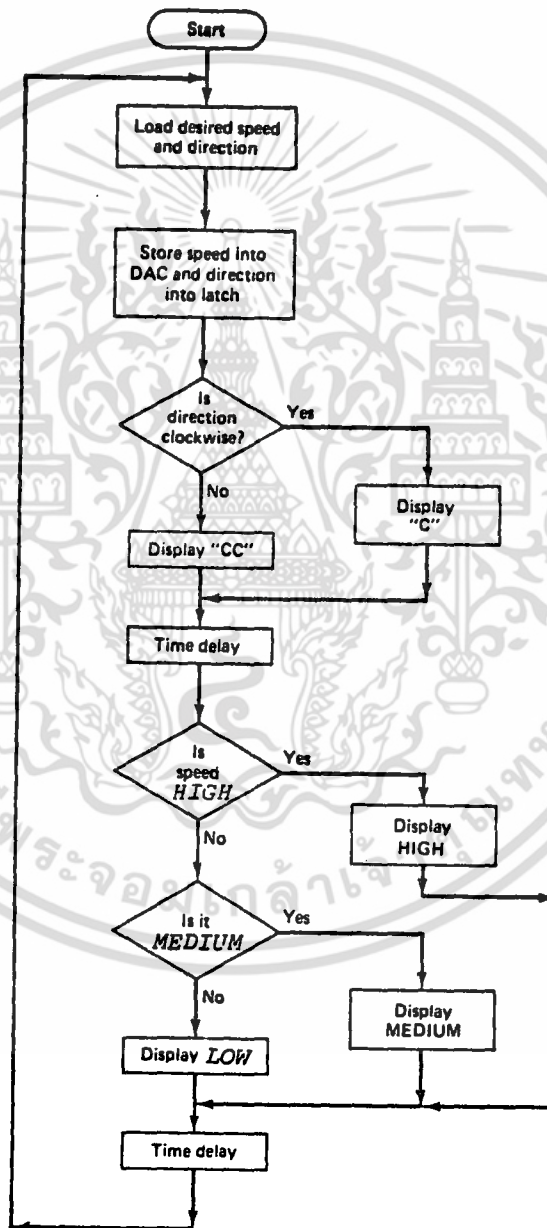 Start
Load desired speed
and direction
Store speed into
DAC and direction
into latch
Is
direction
clockwise?
Yes
No
Display
"C"
Display "CC"
Time delay
Is
speed
HIGH
Yes
No
Display
HIGH
Is it
MEDIUM
Yes
No
Display
MEDIUM
Display LOW
Time delay